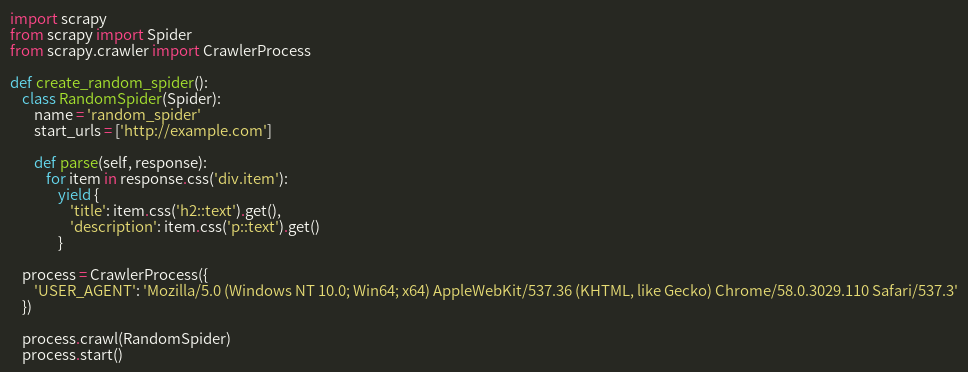 import scrapy
from scrapy import Spider
from scrapy.crawler import CrawlerProcess

def create_random_spider():
    class RandomSpider(Spider):
        name = 'random_spider'
        start_urls = ['http://example.com']

        def parse(self, response):
            for item in response.css('div.item'):
                yield {
                    'title': item.css('h2::text').get(),
                    'description': item.css('p::text').get()
                }

    process = CrawlerProcess({
        'USER_AGENT': 'Mozilla/5.0 (Windows NT 10.0; Win64; x64) AppleWebKit/537.36 (KHTML, like Gecko) Chrome/58.0.3029.110 Safari/537.3'
    })

    process.crawl(RandomSpider)
    process.start()